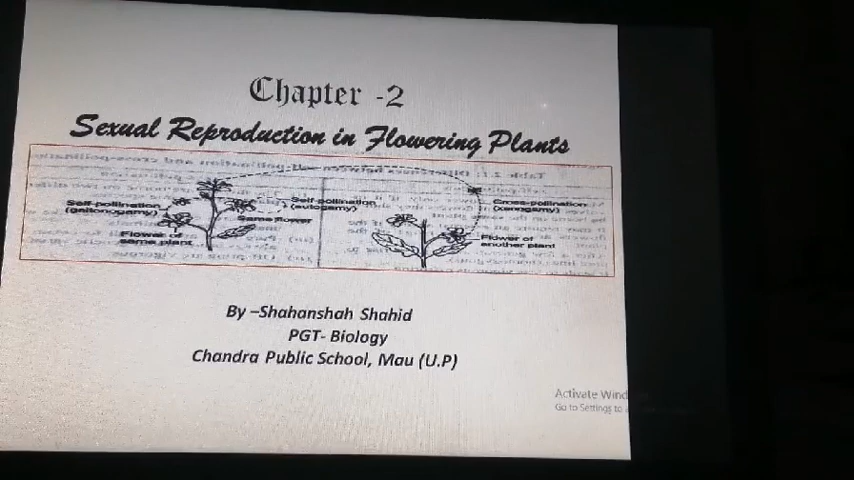 Chapter -2
Sexual Reproduction in Flowering Plants
Self-pollination
(geitonogamy)
Self-pollination
(autogamy)
Same flower
Flower of
same plant
Cross-pollination
(xenogamy)
Flower of
another plant
By –Shahanshah Shahid
PGT- Biology
Chandra Public School, Mau (U.P)
Activate Wind
Go to Settings to